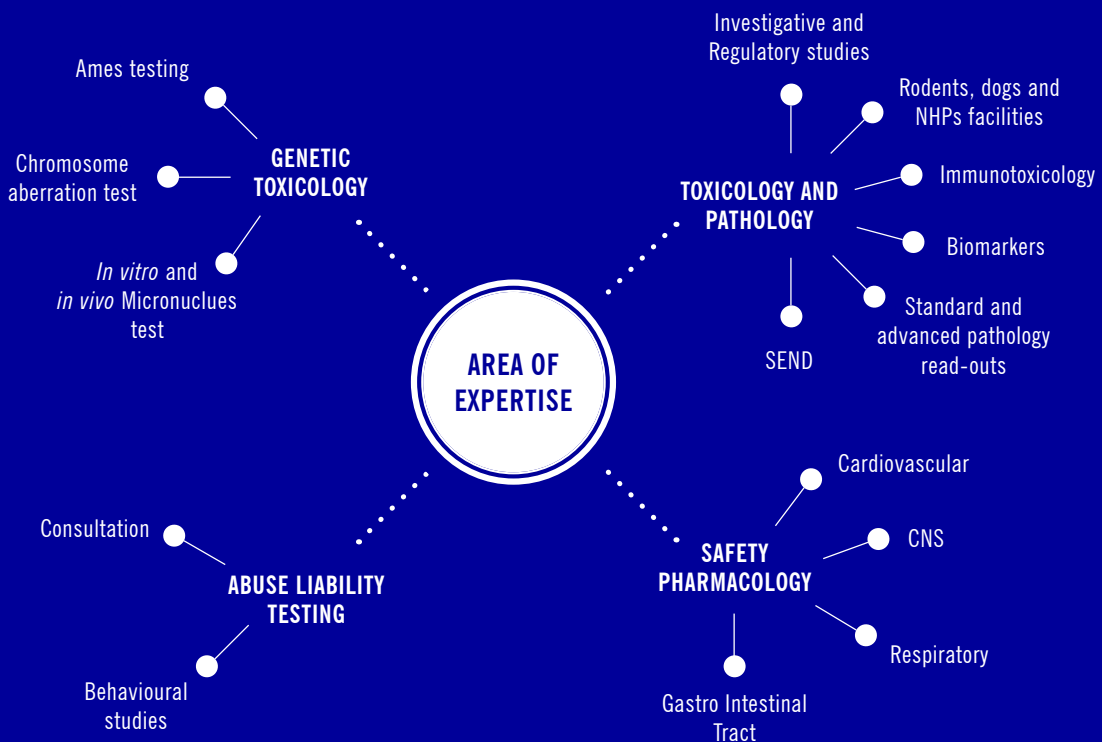 Ames testing
Chromosome
aberration test
In vitro and
in vivo Micronuclues
test
GENETIC
TOXICOLOGY
Investigative and
Regulatory studies
Rodents, dogs and
NHPs facilities
Immunotoxicology
Biomarkers
Standard and
advanced pathology
read-outs
SEND
TOXICOLOGY AND
PATHOLOGY
AREA OF
EXPERTISE
Consultation
ABUSE LIABILITY
TESTING
Behavioural
studies
Cardiovascular
CNS
SAFETY
PHARMACOLOGY
Respiratory
Gastro Intestinal
Tract